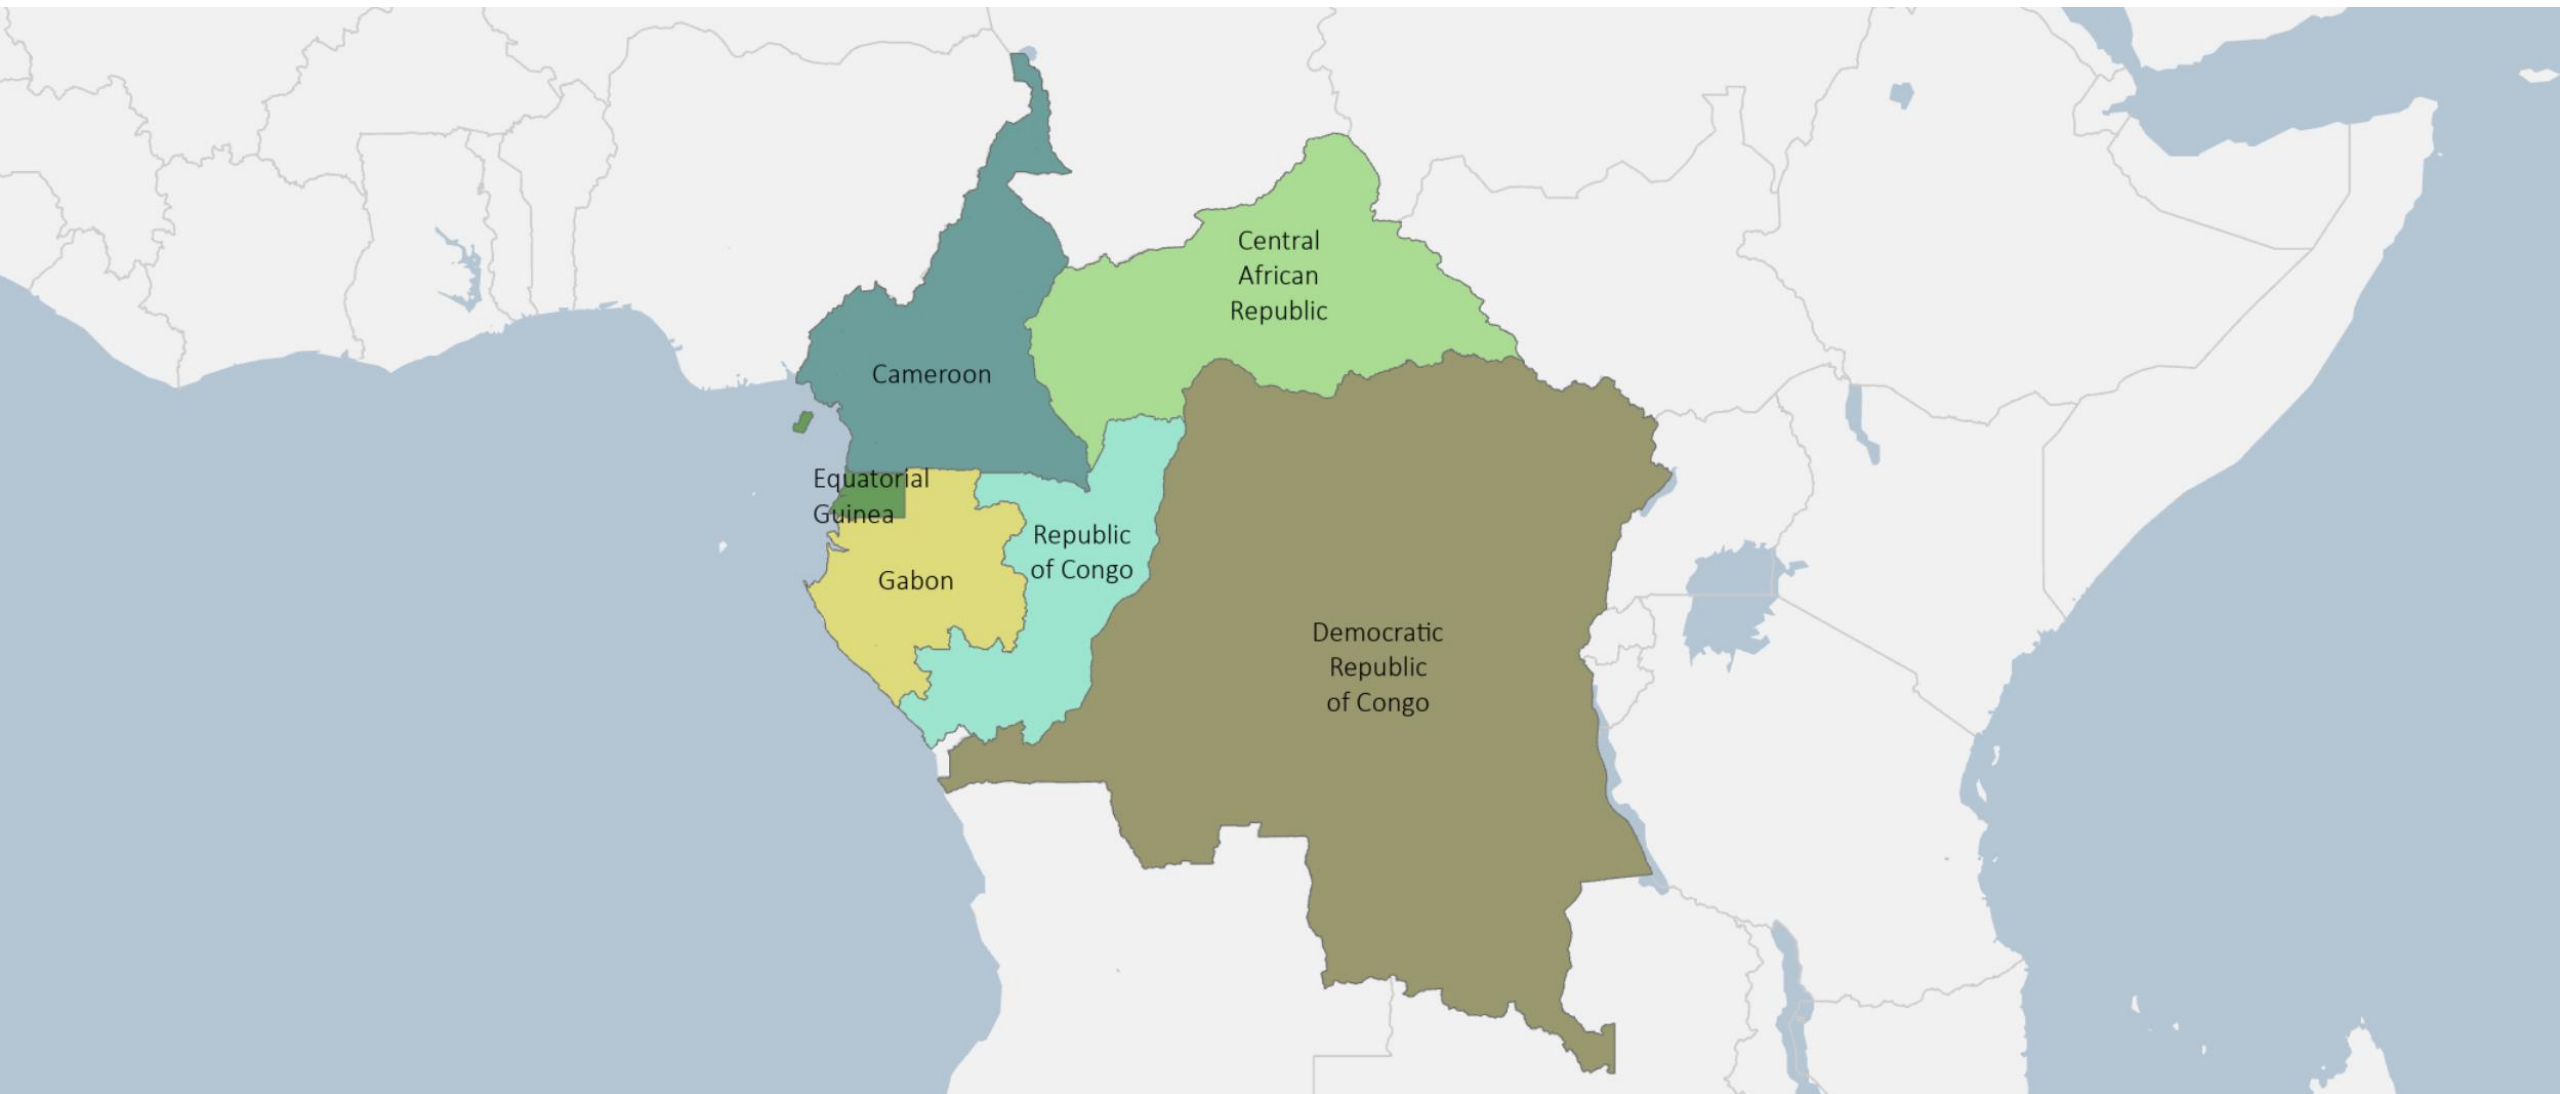 Central
African
Republic
Cameroon
Equatorial
Guinea
Republic
of Congo
Gabon
Democratic
Republic
of Congo